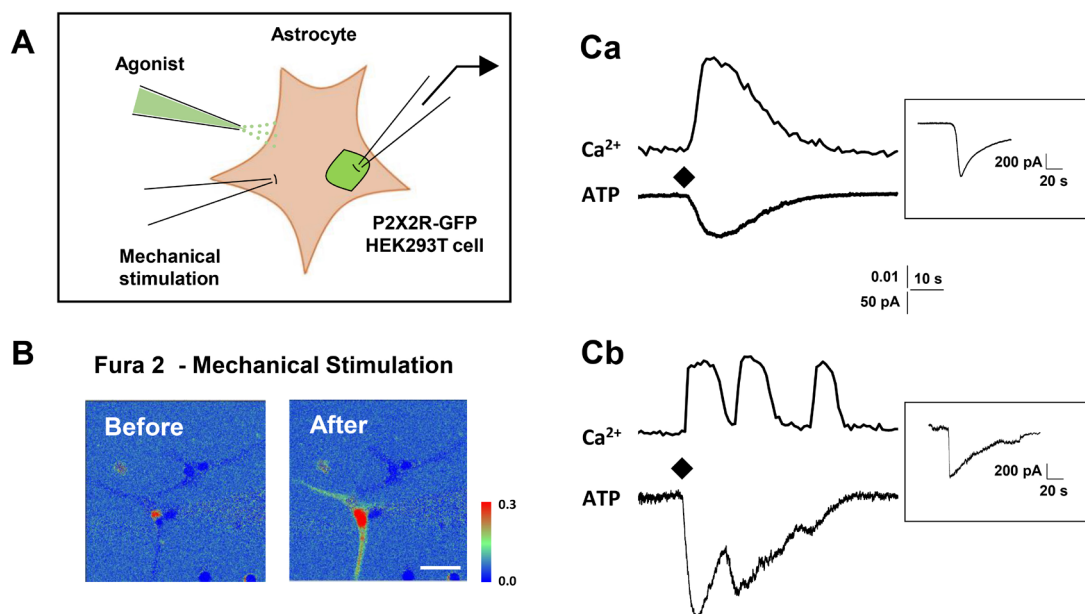 A
Astrocyte
Agonist
P2X2R-GFP
HEK293T cell
Mechanical
stimulation
B
Fura 2 - Mechanical Stimulation
Before
After
0.3
0.0
Ca
Ca²⁺
ATP
200 pA
20 s
0.01
10 s
50 pA
Cb
Ca²⁺
ATP
200 pA
20 s